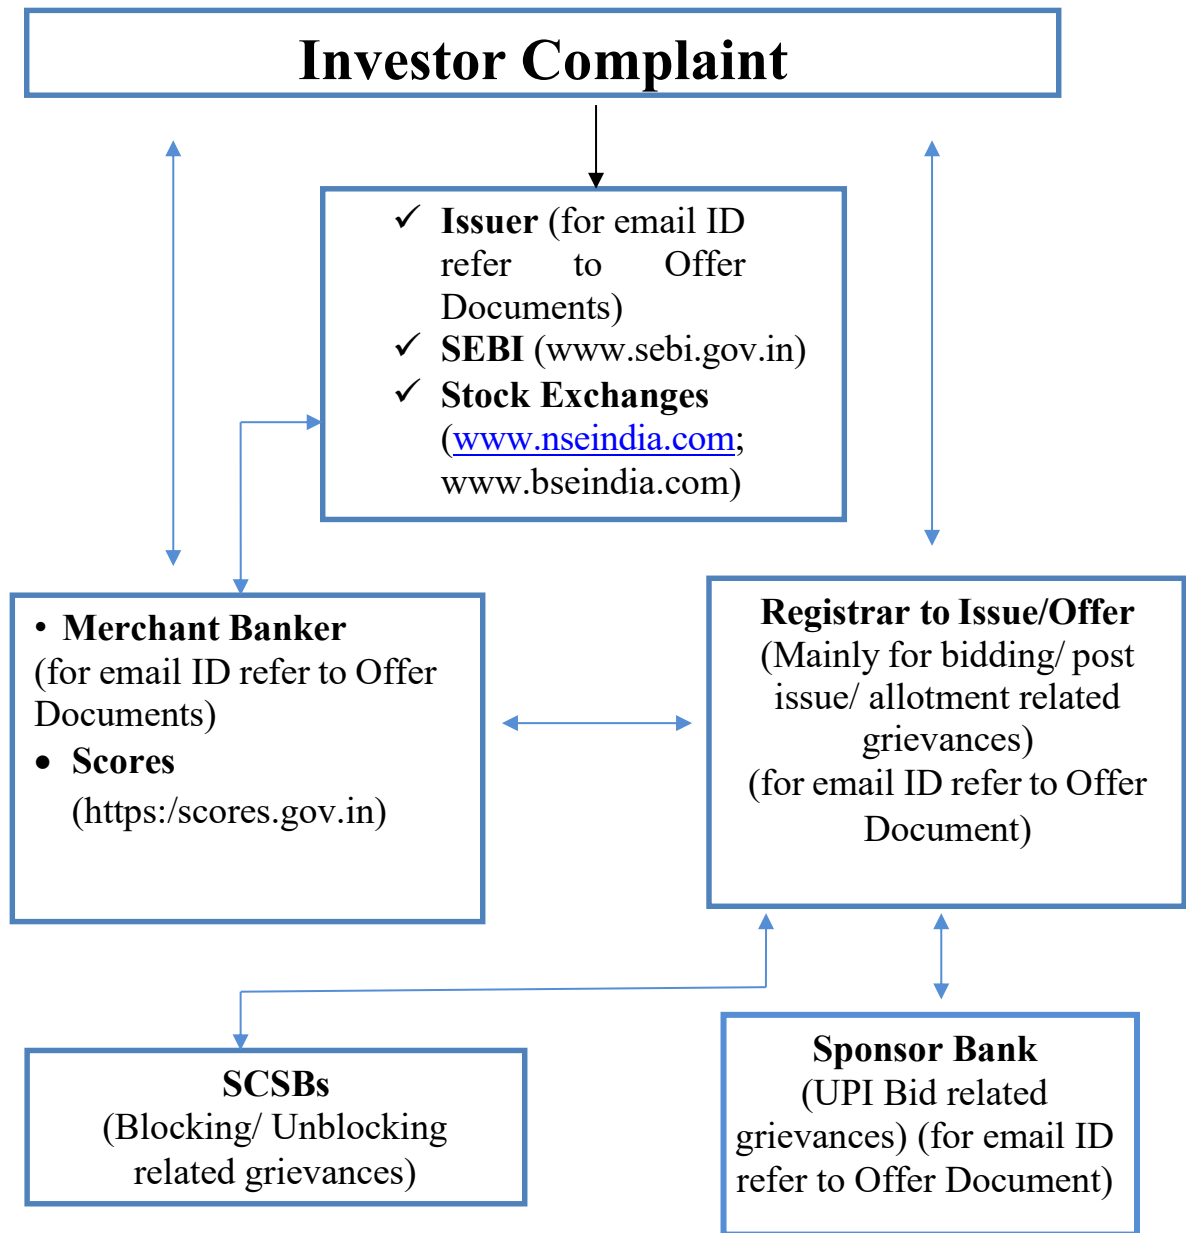 Investor Complaint
✓ Issuer (for email ID
refer to Offer
Documents)
✓ SEBI (www.sebi.gov.in)
✓ Stock Exchanges
(www.nseindia.com;
www.bseindia.com)
• Merchant Banker
(for email ID refer to Offer
Documents)
• Scores
(https:/scores.gov.in)
Registrar to Issue/Offer
(Mainly for bidding/ post
issue/ allotment related
grievances)
(for email ID refer to Offer
Document)
SCSBs
(Blocking/ Unblocking
related grievances)
Sponsor Bank
(UPI Bid related
grievances) (for email ID
refer to Offer Document)